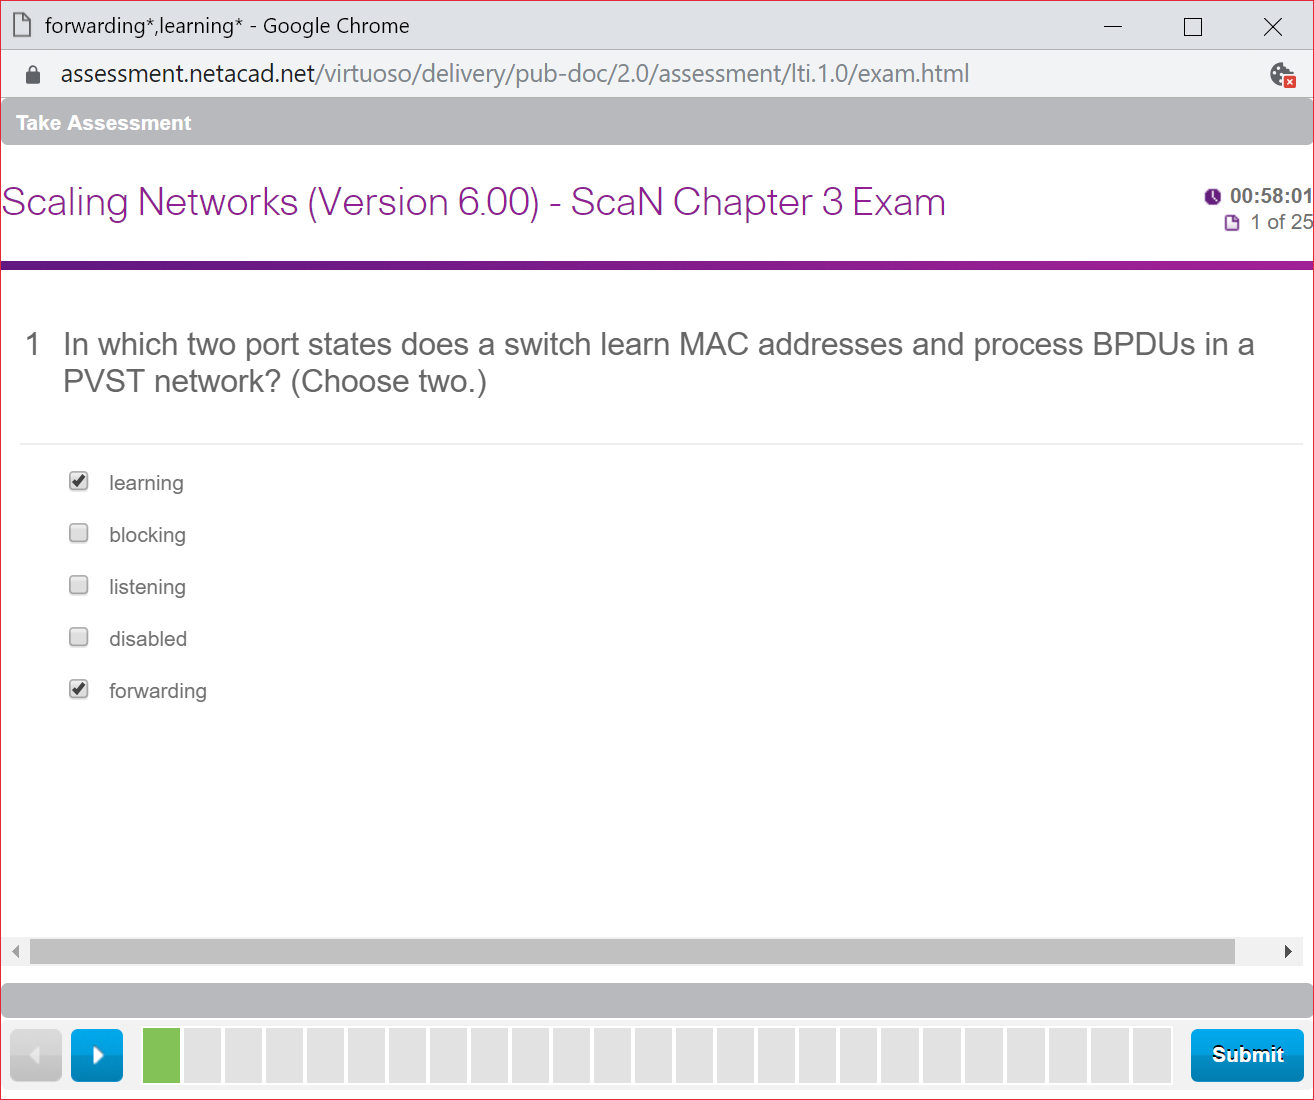 forwarding*,learning* - Google Chrome
assessment.netacad.net/virtuoso/delivery/pub-doc/2.0/assessment/lti.1.0/exam.html
Take Assessment
Scaling Networks (Version 6.00) - ScaN Chapter 3 Exam
00:58:01
1 of 25
1 In which two port states does a switch learn MAC addresses and process BPDUs in a
PVST network? (Choose two.)
learning
blocking
listening
disabled
forwarding
Submit